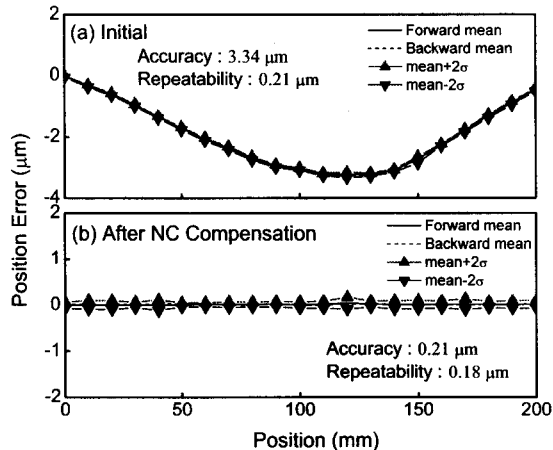 (a) Initial
Accuracy : 3.34 μm
Repeatability : 0.21 μm
Forward mean
Backward mean
mean+2σ
mean-2σ
2
0
-2
-4
Position Error (μm)
(b) After NC Compensation
Forward mean
Backward mean
mean+2σ
mean-2σ
Accuracy : 0.21 μm
Repeatability : 0.18 μm
2
1
0
-1
-2
0
50
100
150
200
Position (mm)